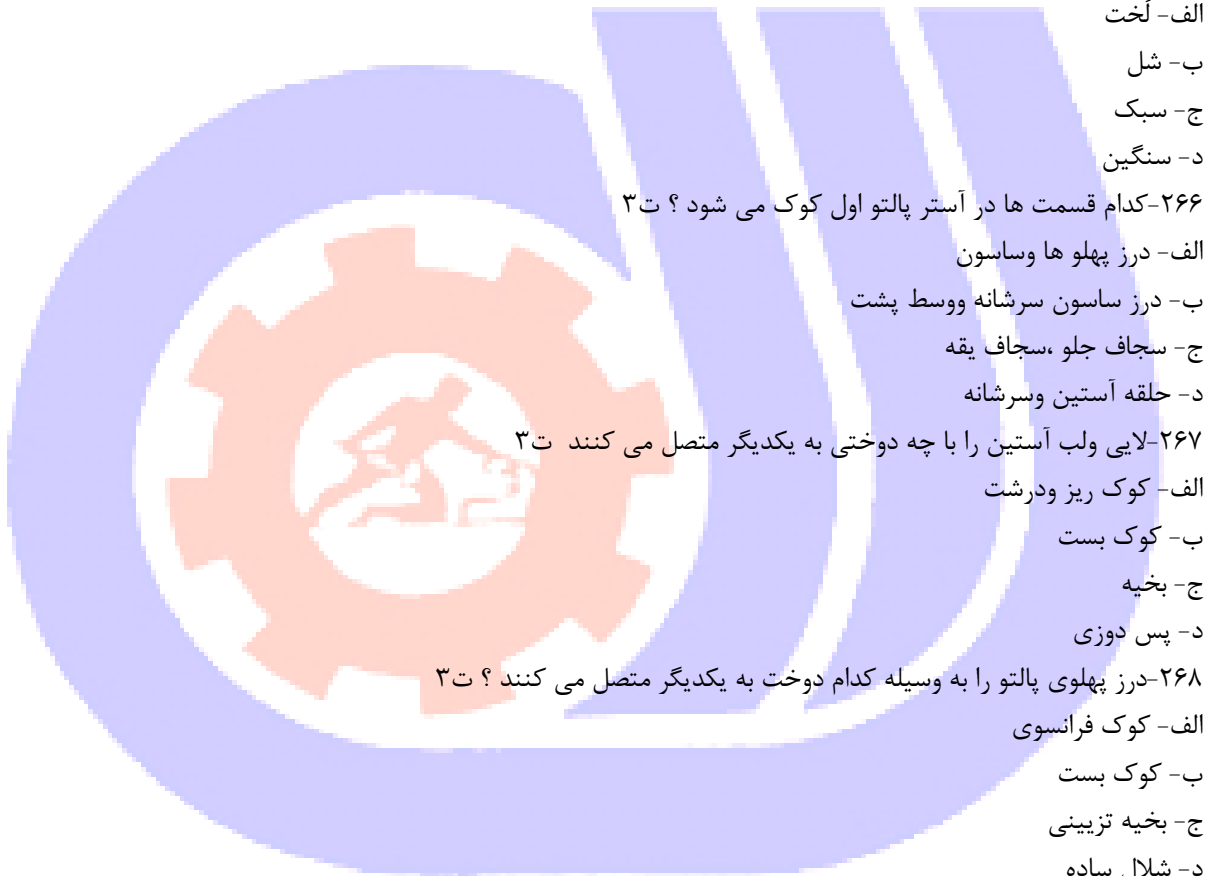 الف- لَخت
ب- شل
ج- سبک
د- سنگین
۲۶۶-کدام قسمت ها در آستر پالتو اول کوک می شود ؟ ت۳
الف- درز پهلو ها وساسون
ب- درز ساسون سرشانه ووسط پشت
ج- سجاف جلو ،سجاف یقه
د- حلقه آستین وسرشانه
۲۶۷-لایی ولب آستین را با چه دوختی به یکدیگر متصل می کنند ت۳
الف- کوک ریز ودرشت
ب- کوک بست
ج- بخیه
د- پس دوزی
۲۶۸-درز پهلوی پالتو را به وسیله کدام دوخت به یکدیگر متصل می کنند ؟ ت۳
الف- کوک فرانسوی
ب- کوک بست
ج- بخیه تزیینی
د- شلال ساده